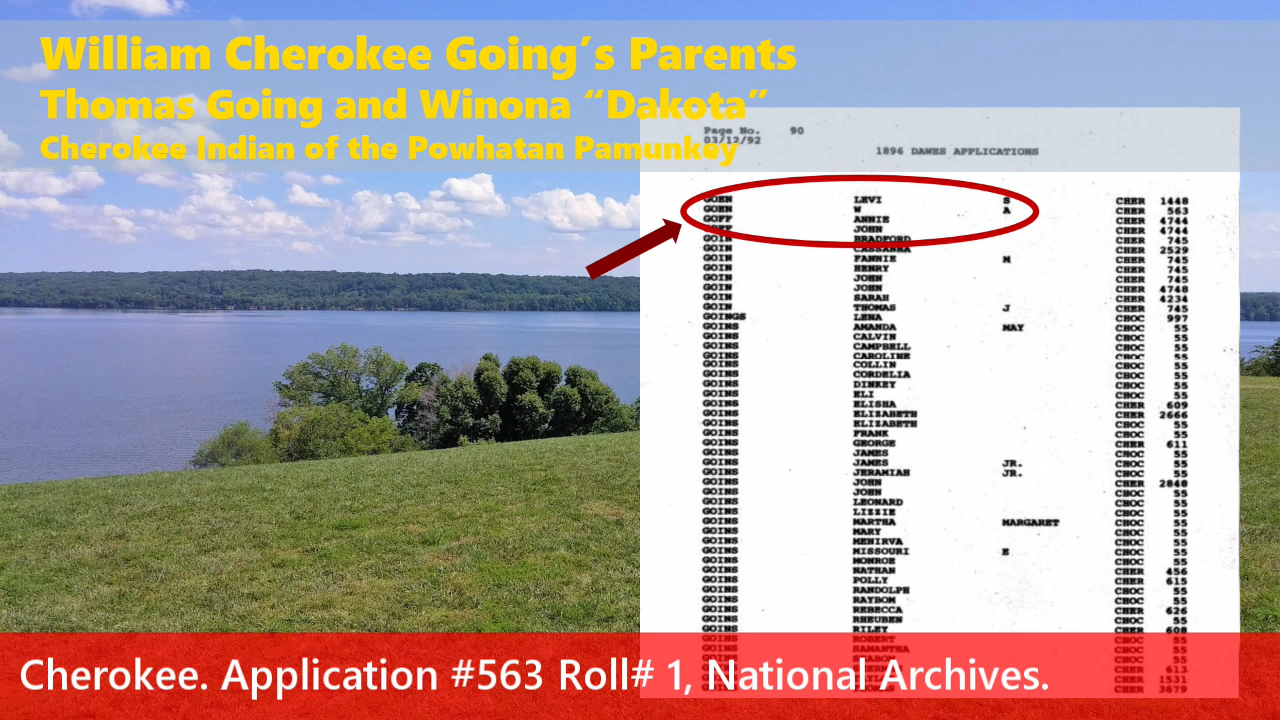 William Cherokee Going’s Parents
Thomas Going and Winona “Dakota”
Cherokee Indian of the Powhatan Pamunkey
Page No. 90
03/12/92
1896 DAWES APPLICATIONS
GOEN LEVI S CHER 1448
GOEN W A CHER 563
GOFF ANNIE CHER 4744
GOFF JOHN CHER 4744
GOIN BRADFORD CHER 745
GOIN CASSANNA CHER 2529
GOIN FANNIE M CHER 745
GOIN HENRY CHER 745
GOIN JOHN CHER 745
GOIN JOHN CHER 4748
GOIN SARAH CHER 4234
GOIN THOMAS J CHER 745
GOINGS LENA CHOC 997
GOINS AMANDA MAY CHOC 55
GOINS CALVIN CHOC 55
GOINS CAMPBELL CHOC 55
GOINS CAROLINE CHOC 55
GOINS COLLIN CHOC 55
GOINS CORDELIA CHOC 55
GOINS DINKEY CHOC 55
GOINS ELI CHOC 55
GOINS ELISHA CHER 609
GOINS ELIZABETH CHER 2666
GOINS ELIZABETH CHOC 55
GOINS FRANK CHOC 55
GOINS GEORGE CHER 611
GOINS JAMES CHOC 55
GOINS JAMES JR. CHOC 55
GOINS JERAMIAH JR. CHOC 55
GOINS JOHN CHER 2848
GOINS JOHN CHOC 55
GOINS LEONARD CHOC 55
GOINS LIZZIE CHOC 55
GOINS MARTHA MARGARET CHOC 55
GOINS MARY CHOC 55
GOINS MENIRVA CHOC 55
GOINS MISSOURI E CHOC 55
GOINS MONROE CHOC 55
GOINS NATHAN CHER 456
GOINS POLLY CHER 615
GOINS RANDOLPH CHOC 55
GOINS RAYBOM CHOC 55
GOINS REBECCA CHER 626
GOINS RHEUBEN CHOC 55
GOINS RILEY CHER 608
GOINS ROBERT CHOC 55
GOINS SAMANTHA CHOC 55
CHOC 55
CHER 613
CHER 1531
CHER 3679
Cherokee. Application #563 Roll# 1, National Archives.